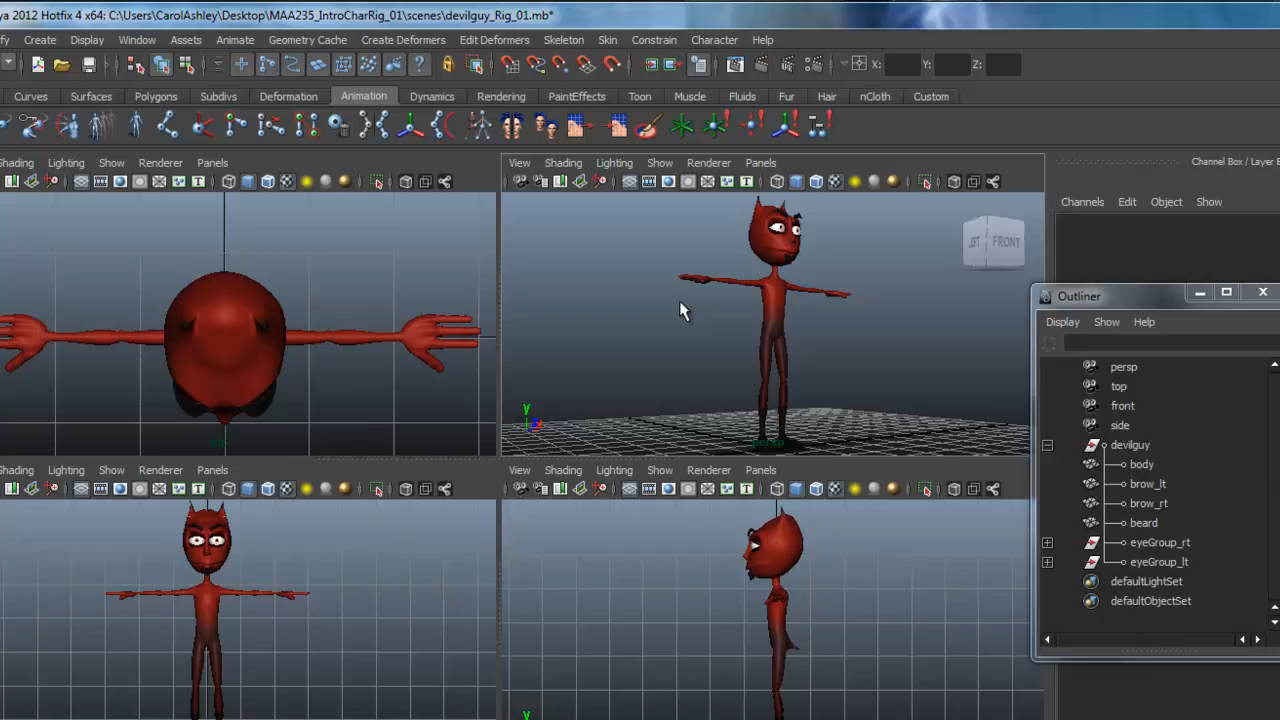 ya 2012 Hotfix 4 x64: C:\Users\CarolAshley\Desktop\MAA235_IntroCharRig_01\scenes\devilguy_Rig_01.mb*
fy Create Display Window Assets Animate Geometry Cache Create Deformers Edit Deformers Skeleton Skin Constrain Character Help
X: Y: Z:
Curves Surfaces Polygons Subdivs Deformation Animation Dynamics Rendering PaintEffects Toon Muscle Fluids Fur Hair nCloth Custom
Shading Lighting Show Renderer Panels
View Shading Lighting Show Renderer Panels
Channel Box / Layer E
Channels Edit Object Show
FRONT
y
persp
Outliner
Display Show Help
persp
top
front
side
devilguy
body
brow_lt
brow_rt
beard
eyeGroup_rt
eyeGroup_lt
defaultLightSet
defaultObjectSet
Shading Lighting Show Renderer Panels
View Shading Lighting Show Renderer Panels
y